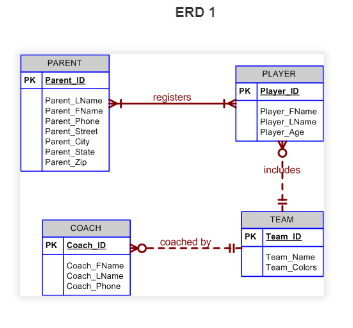 ERD 1
PARENT
PK Parent_ID
Parent_LName
Parent_FName
Parent_Phone
Parent_Street
Parent_City
Parent_State
Parent_Zip
registers
PLAYER
PK Player_ID
Player_FName
Player_LName
Player_Age
includes
COACH
PK Coach_ID
Coach_FName
Coach_LName
Coach_Phone
coached by
TEAM
PK Team_ID
Team_Name
Team_Colors